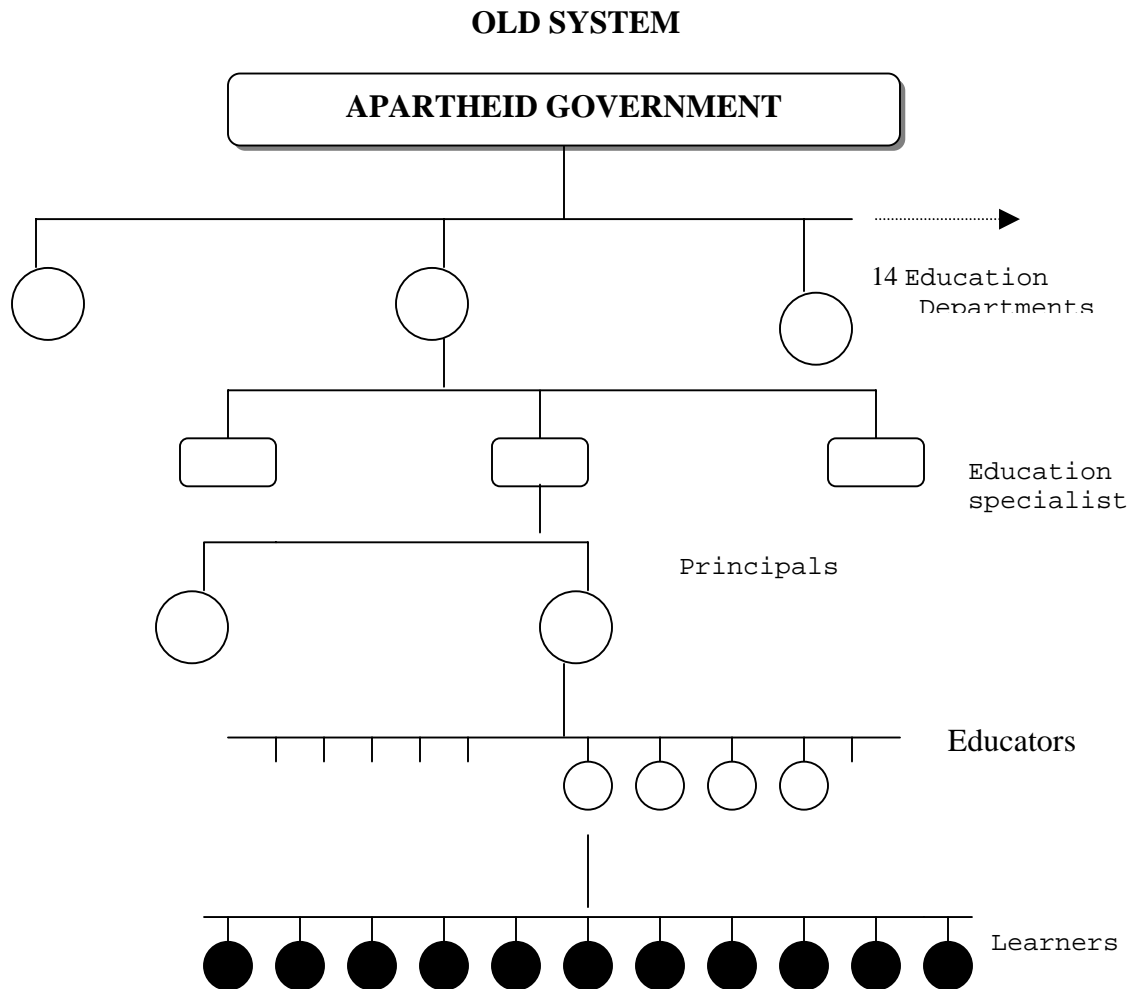 OLD SYSTEM
APARTHEID GOVERNMENT
14 Education
Departments
Education
specialist
Principals
Educators
Learners